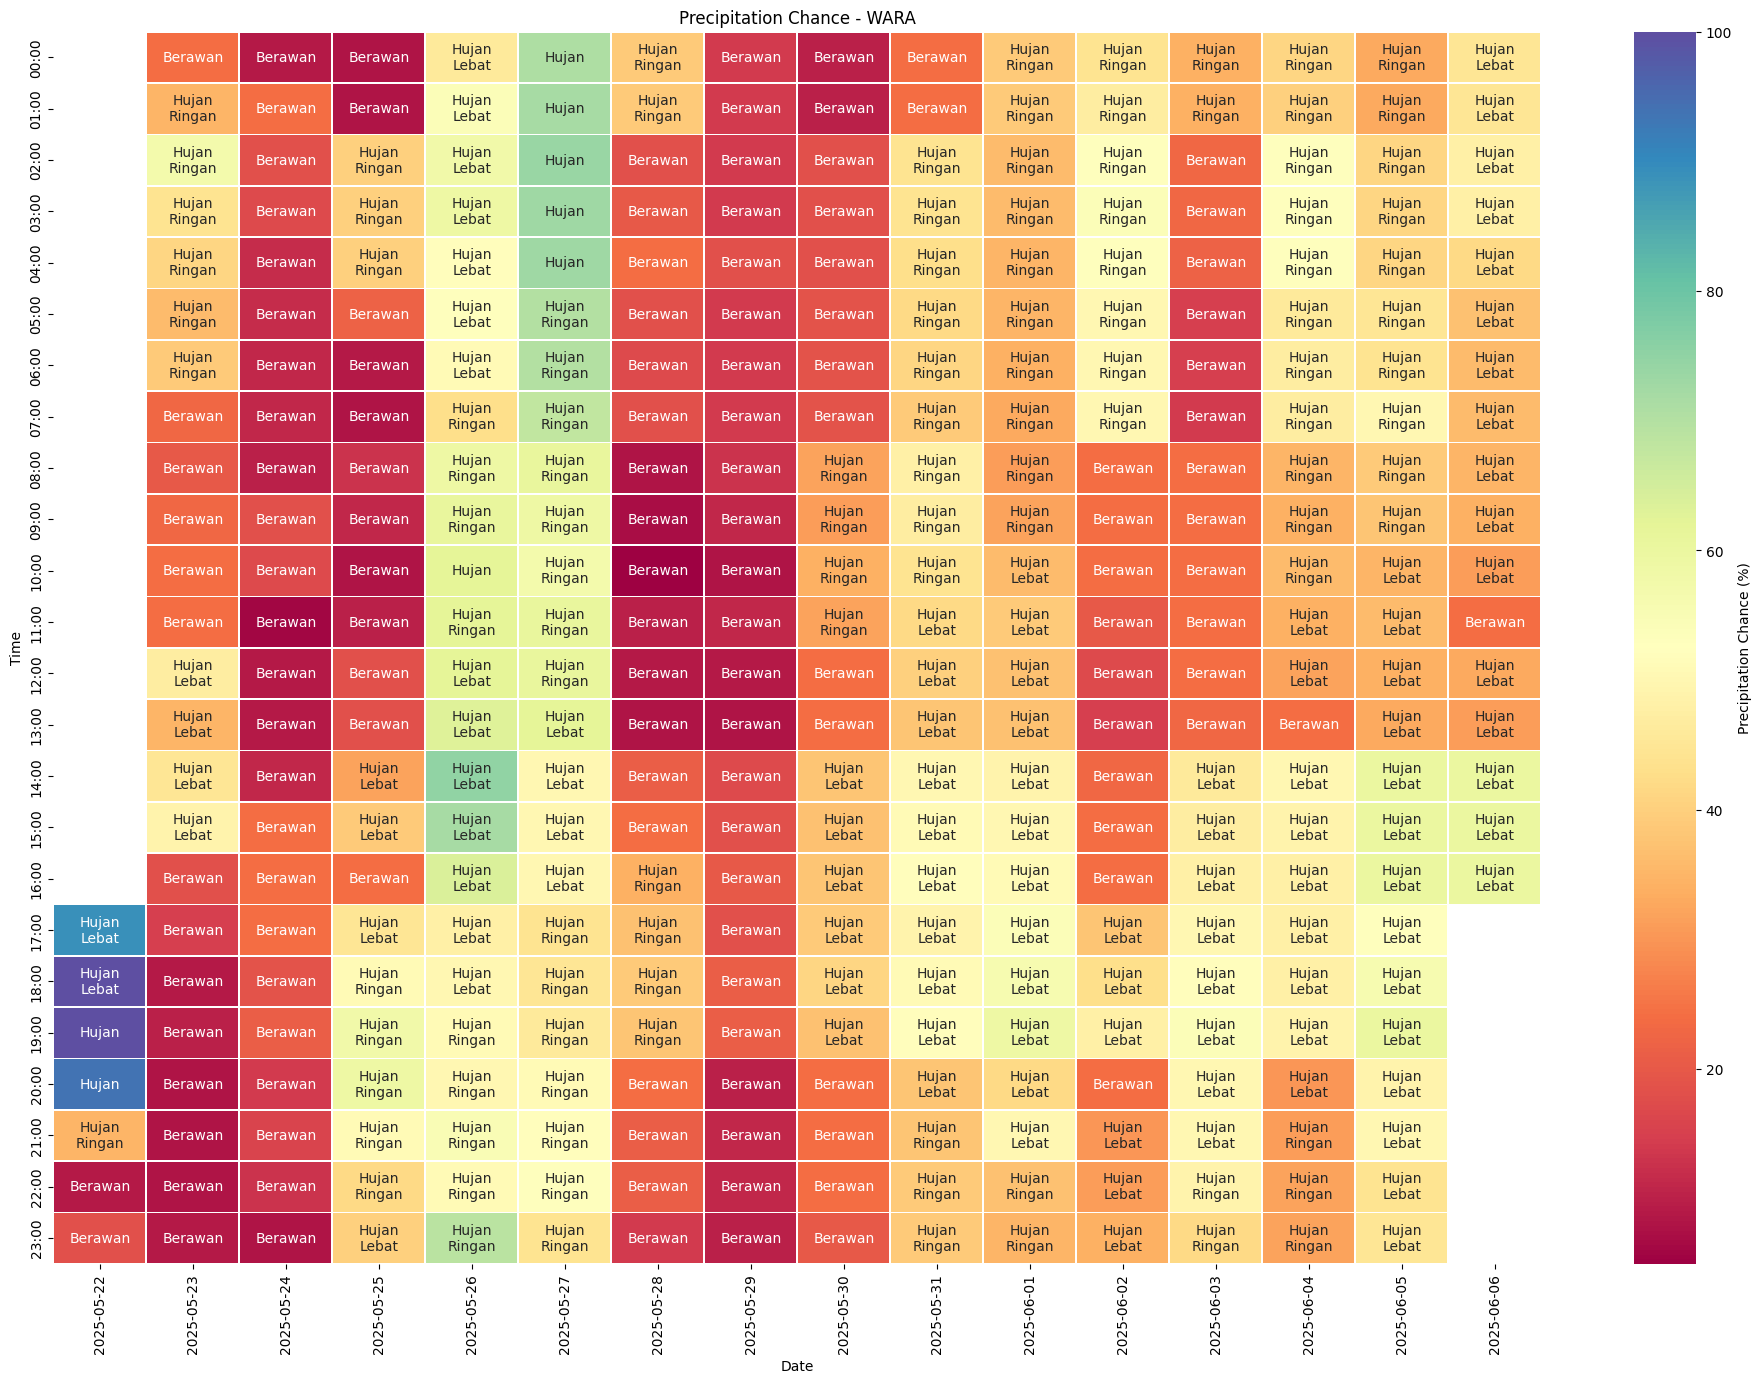 Precipitation Chance - WARA
00:00 Berawan Berawan Berawan Hujan Lebat Hujan Hujan Ringan Berawan Berawan Berawan Hujan Ringan Hujan Ringan Hujan Ringan Hujan Ringan Hujan Ringan Hujan Lebat
01:00 Hujan Ringan Berawan Berawan Hujan Lebat Hujan Hujan Ringan Berawan Berawan Berawan Hujan Ringan Hujan Ringan Hujan Ringan Hujan Ringan Hujan Ringan Hujan Lebat
02:00 Hujan Ringan Berawan Hujan Ringan Hujan Lebat Hujan Berawan Berawan Berawan Hujan Ringan Hujan Ringan Hujan Ringan Berawan Hujan Ringan Hujan Ringan Hujan Lebat
03:00 Hujan Ringan Berawan Hujan Ringan Hujan Lebat Hujan Berawan Berawan Berawan Hujan Ringan Hujan Ringan Hujan Ringan Berawan Hujan Ringan Hujan Ringan Hujan Lebat
04:00 Hujan Ringan Berawan Hujan Ringan Hujan Lebat Hujan Berawan Berawan Berawan Hujan Ringan Hujan Ringan Hujan Ringan Berawan Hujan Ringan Hujan Ringan Hujan Lebat
05:00 Hujan Ringan Berawan Berawan Hujan Lebat Hujan Ringan Berawan Berawan Berawan Hujan Ringan Hujan Ringan Hujan Ringan Berawan Hujan Ringan Hujan Ringan Hujan Lebat
06:00 Hujan Ringan Berawan Berawan Hujan Lebat Hujan Ringan Berawan Berawan Berawan Hujan Ringan Hujan Ringan Hujan Ringan Berawan Hujan Ringan Hujan Ringan Hujan Lebat
07:00 Berawan Berawan Berawan Hujan Ringan Hujan Ringan Berawan Berawan Berawan Hujan Ringan Hujan Ringan Hujan Ringan Berawan Hujan Ringan Hujan Ringan Hujan Lebat
08:00 Berawan Berawan Berawan Hujan Ringan Hujan Ringan Berawan Berawan Hujan Ringan Hujan Ringan Hujan Ringan Berawan Berawan Hujan Ringan Hujan Ringan Hujan Lebat
09:00 Berawan Berawan Berawan Hujan Ringan Hujan Ringan Berawan Berawan Hujan Ringan Hujan Ringan Hujan Ringan Berawan Berawan Hujan Ringan Hujan Ringan Hujan Lebat
10:00 Berawan Berawan Berawan Hujan Hujan Ringan Berawan Berawan Hujan Ringan Hujan Ringan Hujan Lebat Berawan Berawan Hujan Ringan Hujan Lebat Hujan Lebat
11:00 Berawan Berawan Berawan Hujan Ringan Hujan Ringan Berawan Berawan Hujan Ringan Hujan Lebat Hujan Lebat Berawan Berawan Hujan Lebat Hujan Lebat Berawan
12:00 Hujan Lebat Berawan Berawan Hujan Lebat Hujan Ringan Berawan Berawan Berawan Hujan Lebat Hujan Lebat Berawan Berawan Hujan Lebat Hujan Lebat Hujan Lebat
13:00 Hujan Lebat Berawan Berawan Hujan Lebat Hujan Lebat Berawan Berawan Berawan Hujan Lebat Hujan Lebat Berawan Berawan Berawan Hujan Lebat Hujan Lebat
14:00 Hujan Lebat Berawan Hujan Lebat Hujan Lebat Hujan Lebat Berawan Berawan Hujan Lebat Hujan Lebat Hujan Lebat Berawan Hujan Lebat Hujan Lebat Hujan Lebat Hujan Lebat
15:00 Hujan Lebat Berawan Hujan Lebat Hujan Lebat Hujan Lebat Berawan Berawan Hujan Lebat Hujan Lebat Hujan Lebat Berawan Hujan Lebat Hujan Lebat Hujan Lebat Hujan Lebat
16:00 Berawan Berawan Berawan Hujan Lebat Hujan Lebat Hujan Ringan Berawan Hujan Lebat Hujan Lebat Hujan Lebat Berawan Hujan Lebat Hujan Lebat Hujan Lebat Hujan Lebat
17:00 Hujan Lebat Berawan Berawan Hujan Lebat Hujan Lebat Hujan Ringan Hujan Ringan Berawan Hujan Lebat Hujan Lebat Hujan Lebat Hujan Lebat Hujan Lebat Hujan Lebat Hujan Lebat
18:00 Hujan Lebat Berawan Berawan Hujan Ringan Hujan Lebat Hujan Ringan Hujan Ringan Berawan Hujan Lebat Hujan Lebat Hujan Lebat Hujan Lebat Hujan Lebat Hujan Lebat Hujan Lebat
19:00 Hujan Berawan Berawan Hujan Ringan Hujan Ringan Hujan Ringan Hujan Ringan Berawan Hujan Lebat Hujan Lebat Hujan Lebat Hujan Lebat Hujan Lebat Hujan Lebat Hujan Lebat
20:00 Hujan Berawan Berawan Hujan Ringan Hujan Ringan Hujan Ringan Berawan Berawan Berawan Hujan Lebat Hujan Lebat Berawan Hujan Lebat Hujan Lebat Hujan Lebat
21:00 Hujan Ringan Berawan Berawan Hujan Ringan Hujan Ringan Hujan Ringan Berawan Berawan Berawan Hujan Ringan Hujan Lebat Hujan Lebat Hujan Lebat Hujan Ringan Hujan Lebat
22:00 Berawan Berawan Berawan Hujan Ringan Hujan Ringan Hujan Ringan Berawan Berawan Berawan Hujan Ringan Hujan Ringan Hujan Lebat Hujan Ringan Hujan Ringan Hujan Lebat
23:00 Berawan Berawan Berawan Hujan Lebat Hujan Ringan Hujan Ringan Berawan Berawan Berawan Hujan Ringan Hujan Ringan Hujan Lebat Hujan Ringan Hujan Ringan Hujan Lebat
Time
2025-05-22 2025-05-23 2025-05-24 2025-05-25 2025-05-26 2025-05-27 2025-05-28 2025-05-29 2025-05-30 2025-05-31 2025-06-01 2025-06-02 2025-06-03 2025-06-04 2025-06-05 2025-06-06
Date
100
80
60
40
20
Precipitation Chance (%)